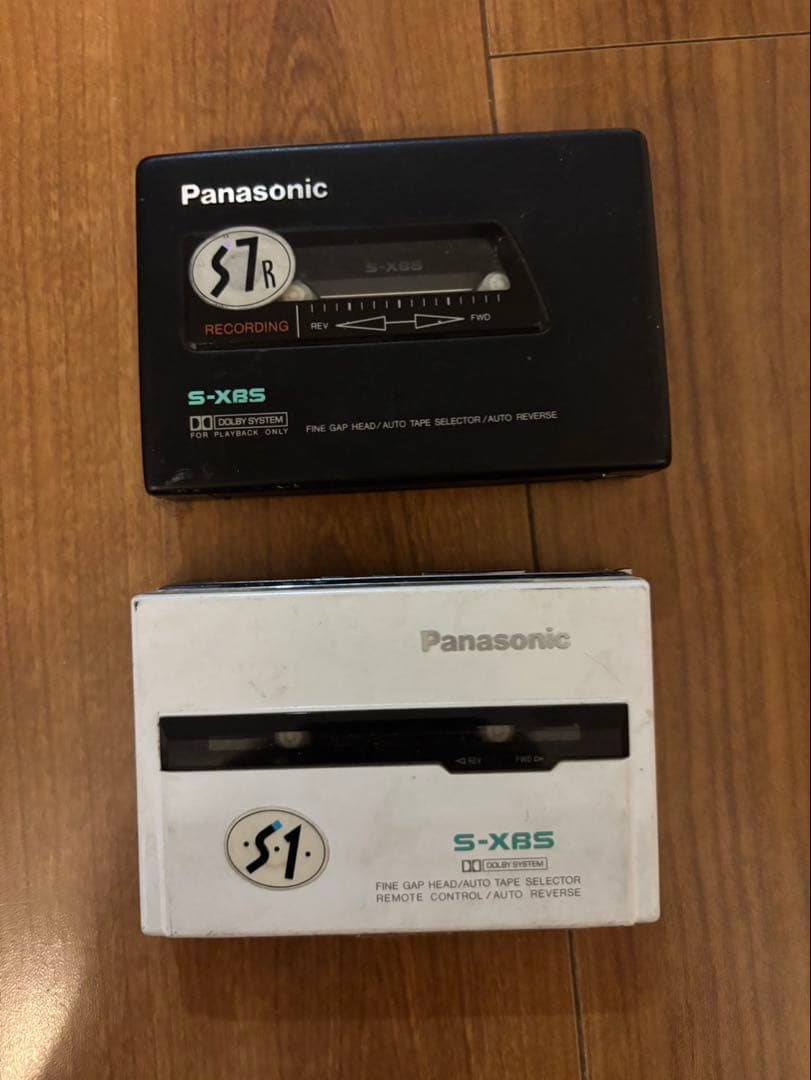 Panasonic
S7R
S-XBS
RECORDING
REV
FWD
S-XBS
DOLBY SYSTEM
FOR PLAYBACK ONLY
FINE GAP HEAD/AUTO TAPE SELECTOR/AUTO REVERSE
Panasonic
REV
FWD
·S·1·
S-XBS
DOLBY SYSTEM
FINE GAP HEAD/AUTO TAPE SELECTOR
REMOTE CONTROL/AUTO REVERSE